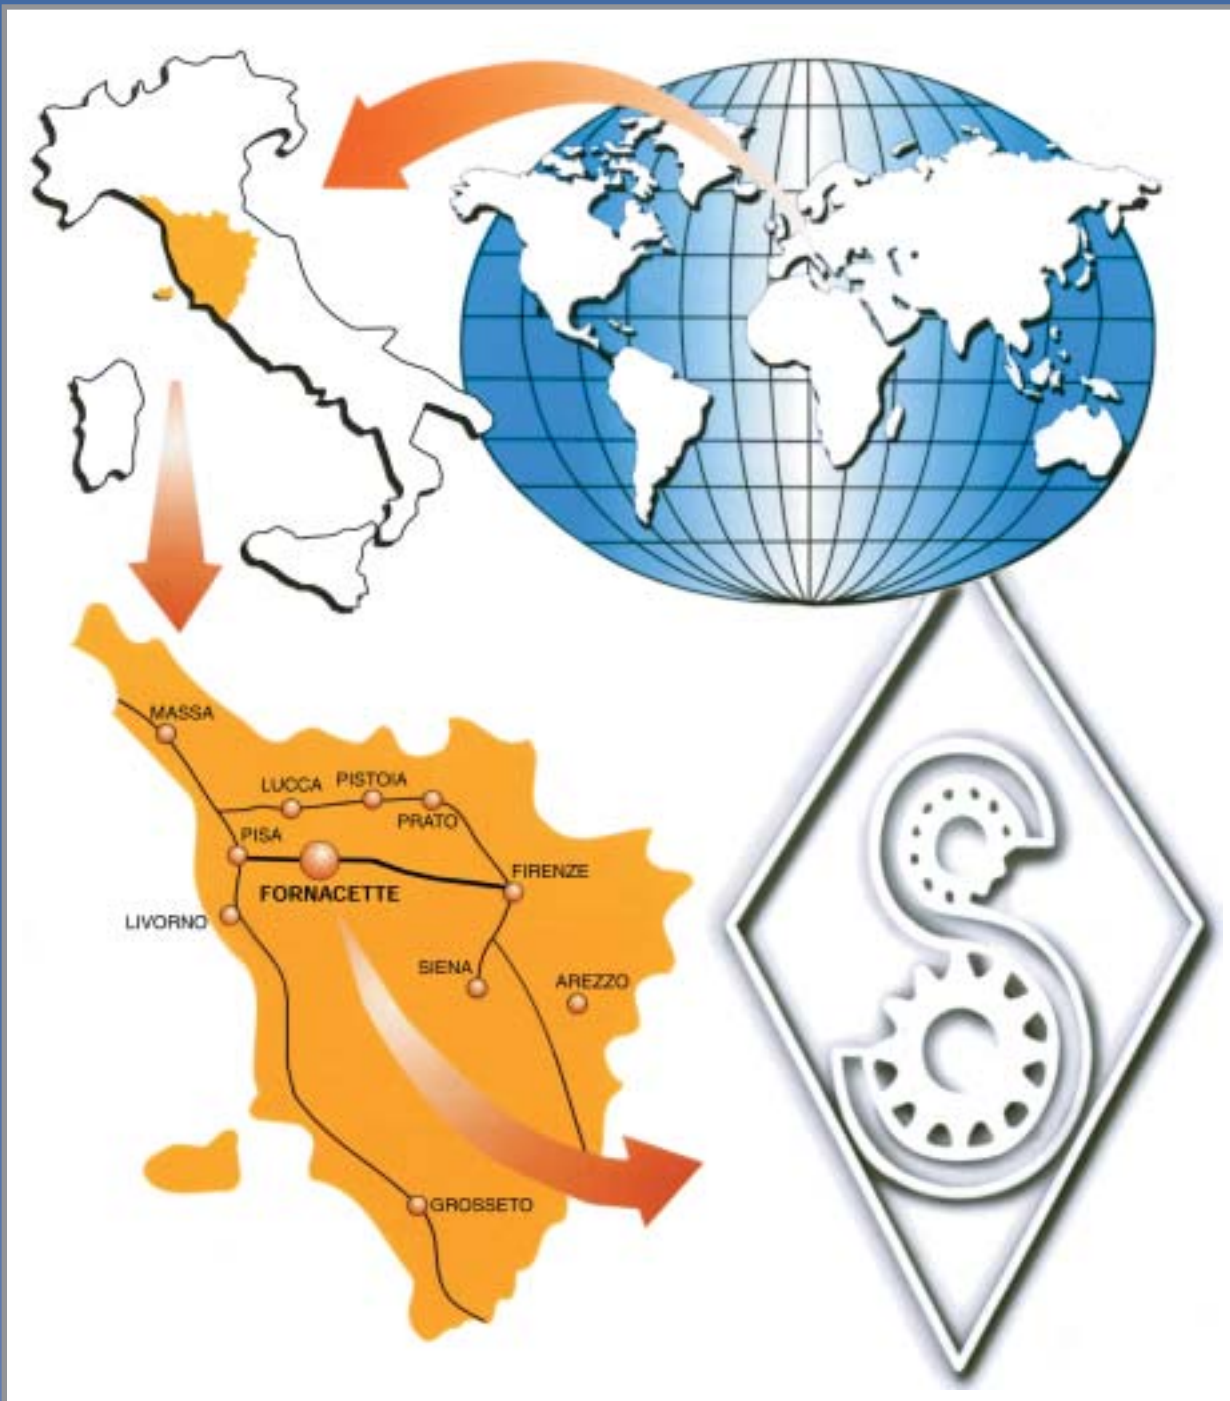 MASSA
LUCCA
PISTOIA
PRATO
PISA
FORNACETTE
FIRENZE
LIVORNO
SIENA
AREZZO
GROSSETO